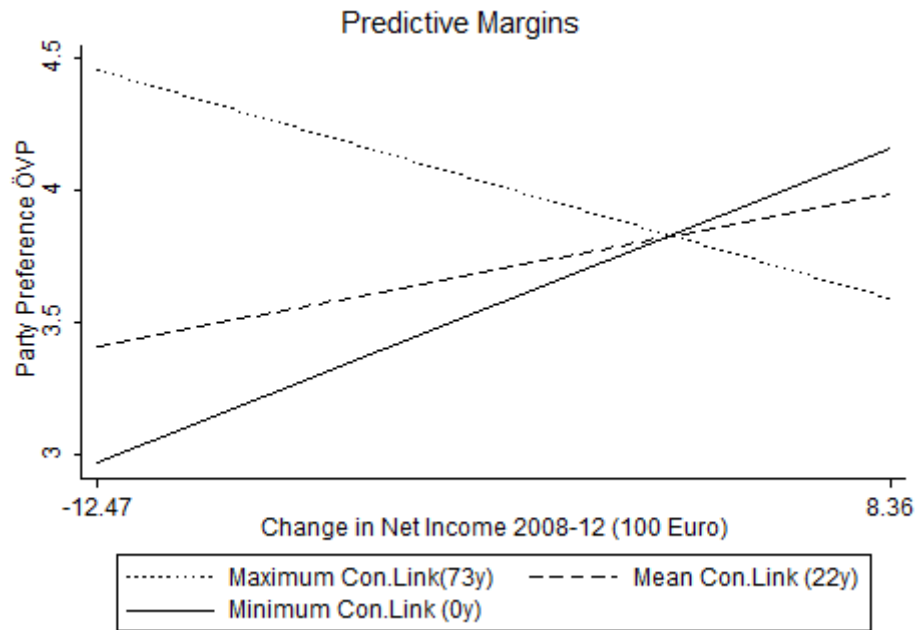 Predictive Margins
Party Preference ÖVP
4.5
4
3.5
3
-12.47
8.36
Change in Net Income 2008-12 (100 Euro)
Maximum Con.Link(73y)
Mean Con.Link (22y)
Minimum Con.Link (0y)